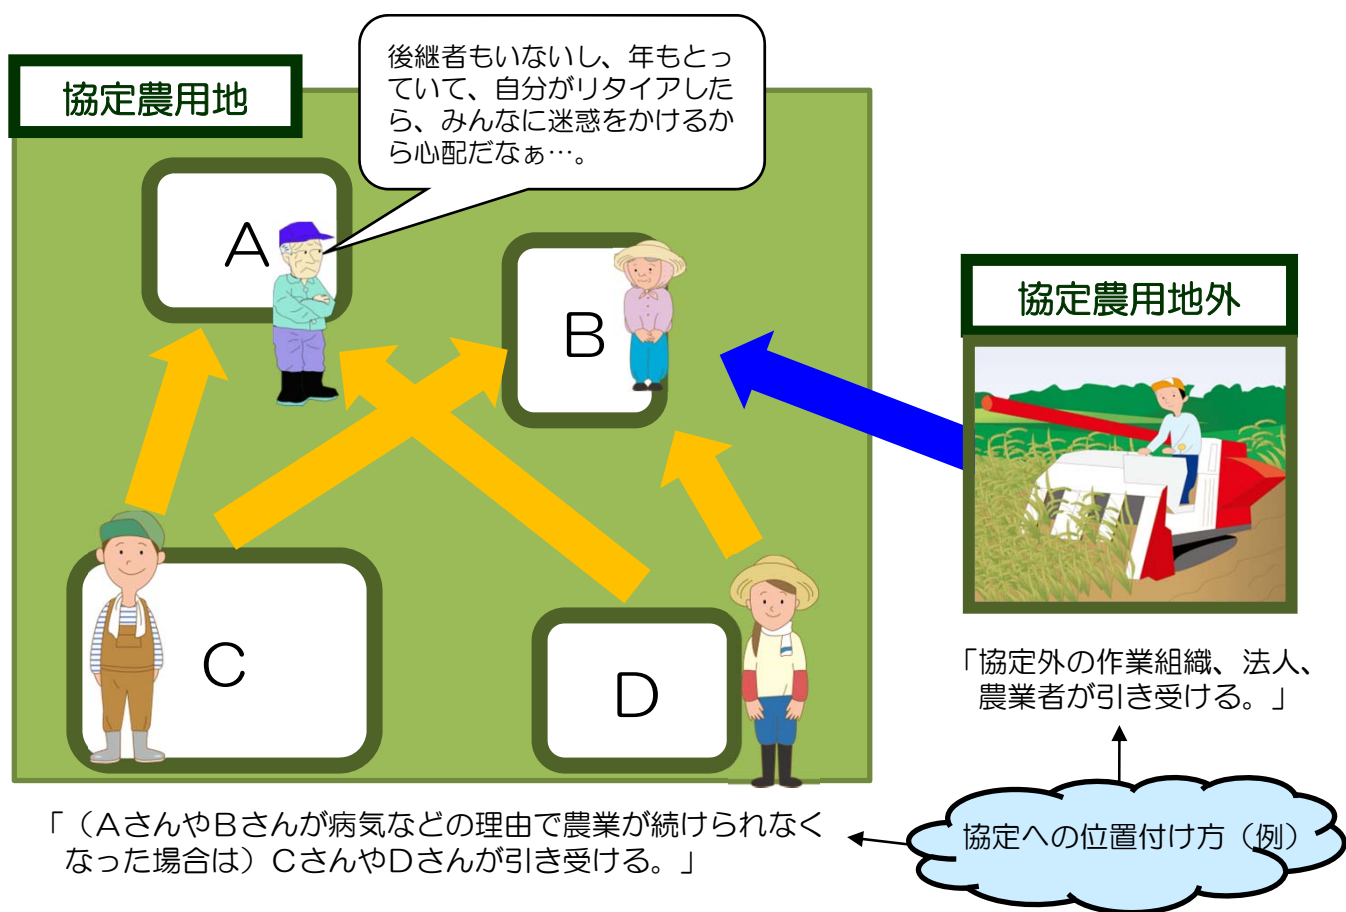 協定農用地
後継者もいないし、年もとっ
ていて、自分がリタイアした
ら、みんなに迷惑をかけるか
ら心配だなぁ…。
A
B
協定農用地外
C
D
「協定外の作業組織、法人、
農業者が引き受ける。」
「（AさんやBさんが病気などの理由で農業が続けられなく
なった場合は）CさんやDさんが引き受ける。」
協定への位置付け方（例）